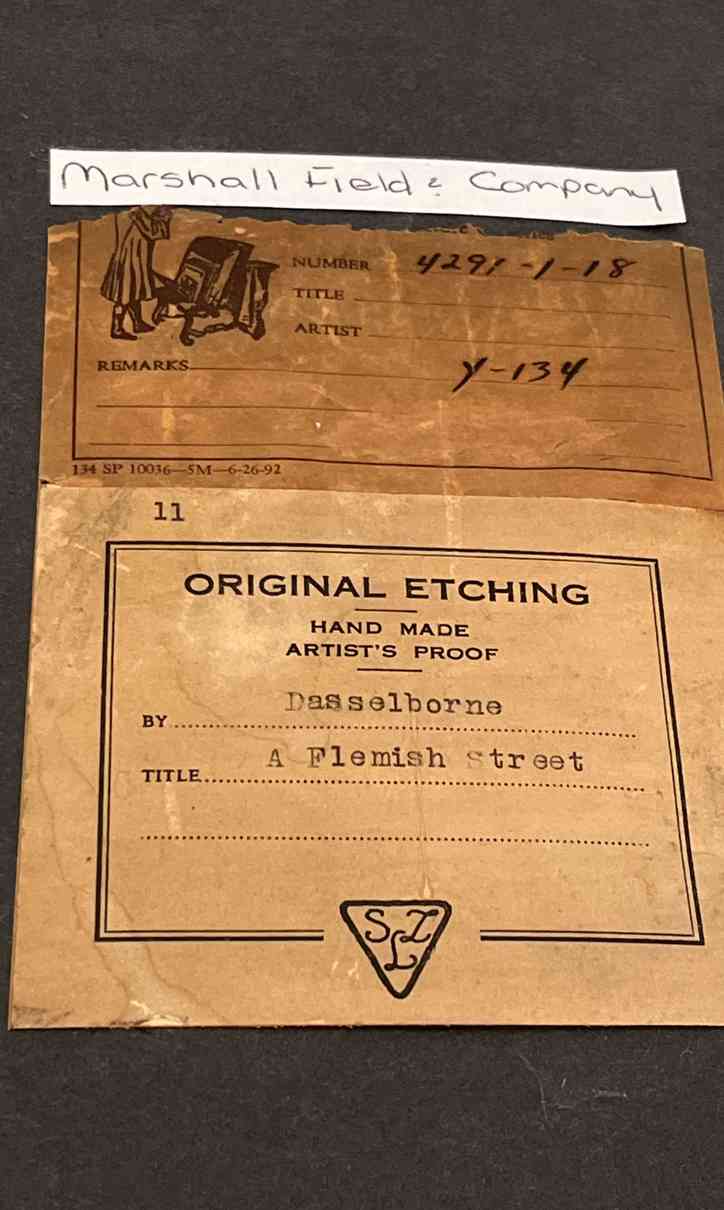 Marshall Field & Company
NUMBER 4291-1-18
TITLE
ARTIST
REMARKS Y-134
134 SP 10036—5M—6-26-92
11
ORIGINAL ETCHING
HAND MADE
ARTIST'S PROOF
BY Dasselborne
TITLE A Flemish Street